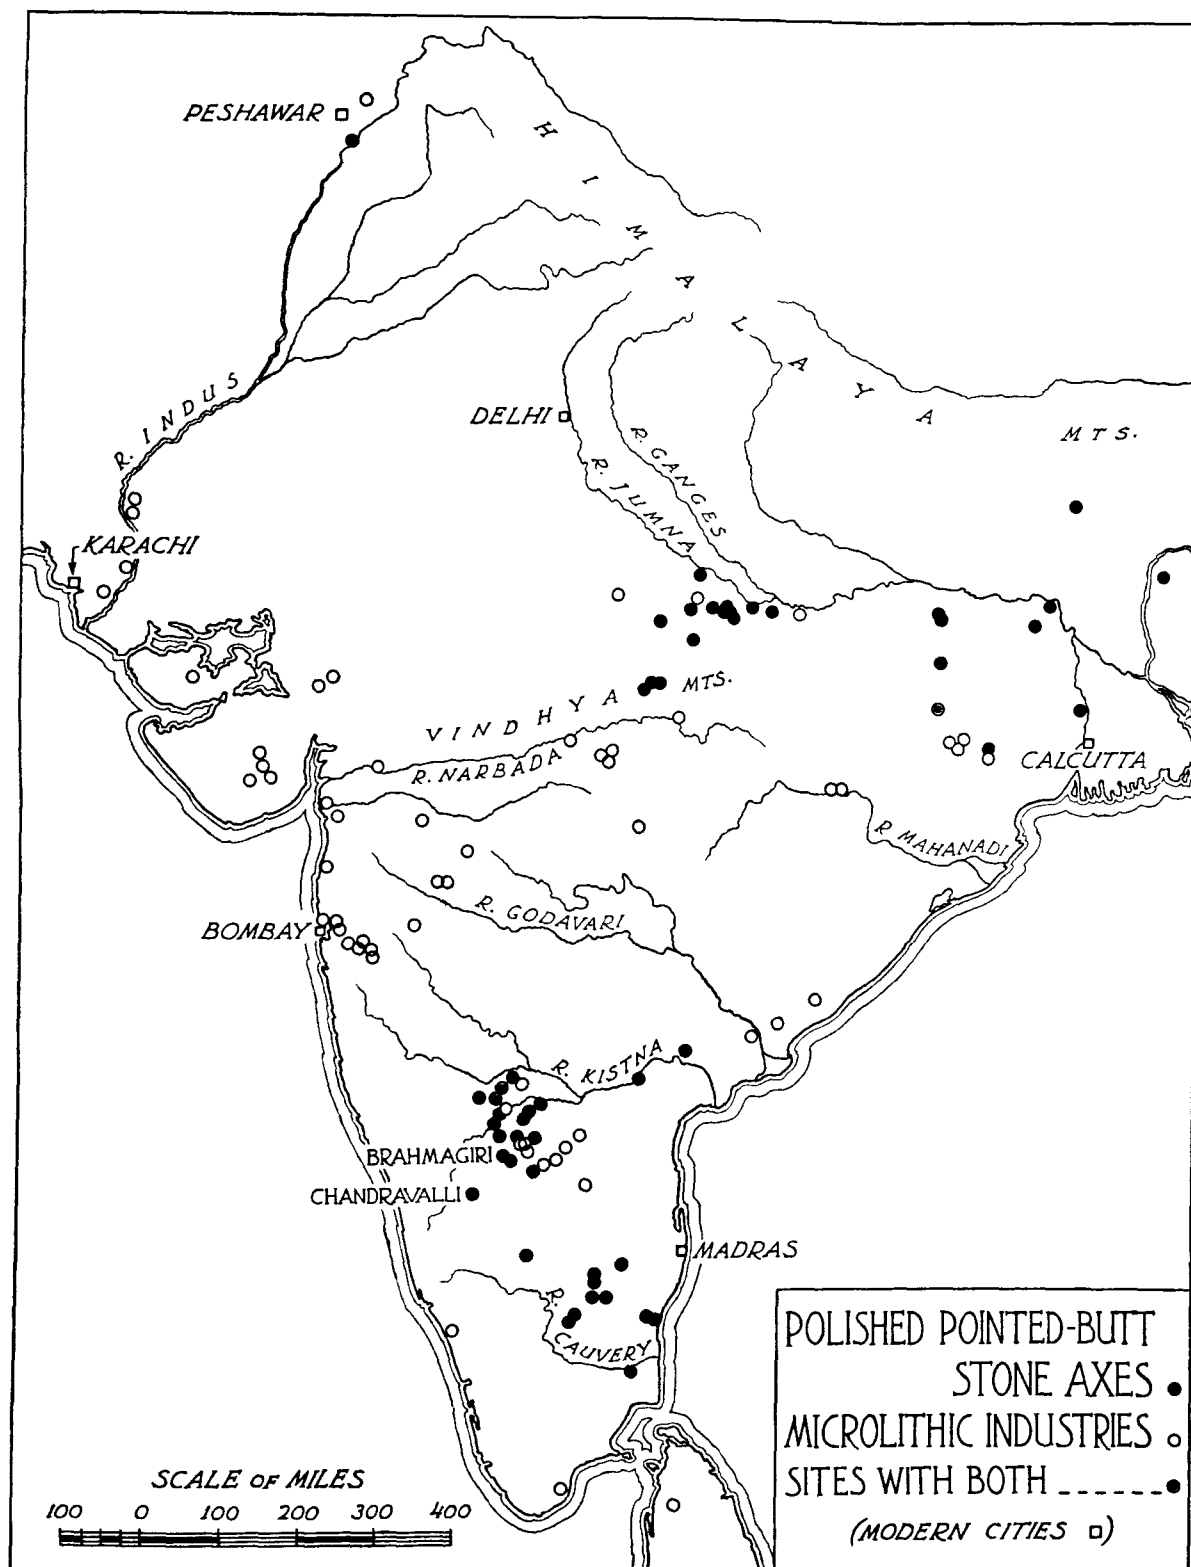 PESHAWAR
HIMALAYA
MTS.
R. INDUS
DELHI
R. GANGES
R. JUMNA
KARACHI
VINDHYA MTS.
R. NARBADA
CALCUTTA
R. MAHANADI
R. GODAVARI
BOMBAY
R. KISTNA
BRAHMAGIRI
CHANDRAVALLI
MADRAS
R. CAUVERY
POLISHED POINTED-BUTT
STONE AXES
MICROLITHIC INDUSTRIES
SITES WITH BOTH ------
(MODERN CITIES )
SCALE OF MILES
100 0 100 200 300 400